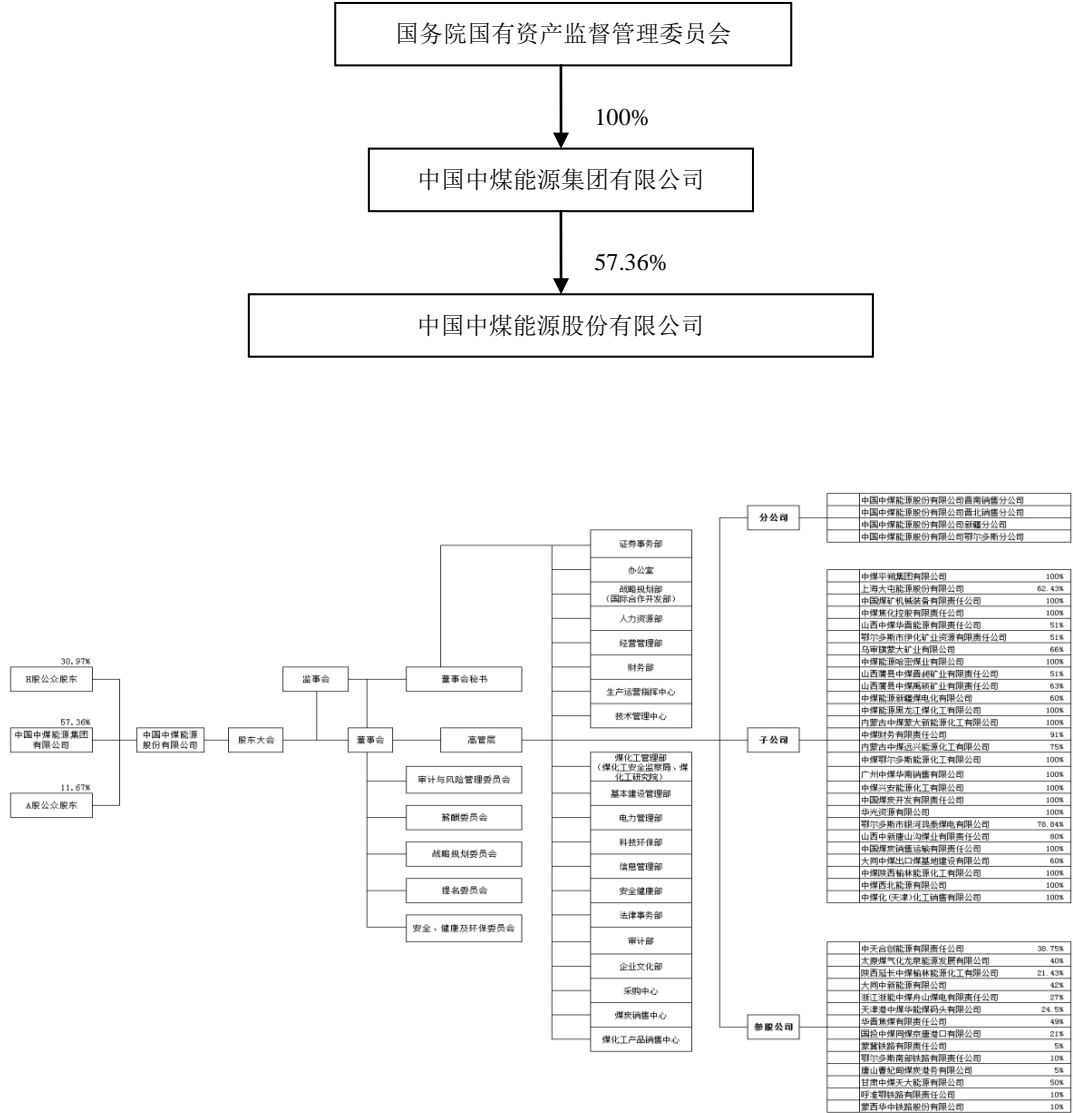 国务院国有资产监督管理委员会
100%
中国中煤能源集团有限公司
57.36%
中国中煤能源股份有限公司
30.97%
H股公众股东
57.36%
中国中煤能源集团
有限公司
11.67%
A股公众股东
中国中煤能源
股份有限公司
股东大会
监事会
董事会
董事会秘书
高管层
审计与风险管理委员会
薪酬委员会
战略规划委员会
提名委员会
安全、健康及环保委员会
证券事务部
办公室
战略规划部
(国际合作开发部)
人力资源部
经营管理部
财务部
生产运营指挥中心
技术管理中心
煤化工管理部
(煤化工安全监察局、煤
化工研究院)
基本建设管理部
电力管理部
科技环保部
信息管理部
安全健康部
法律事务部
审计部
企业文化部
采购中心
煤炭销售中心
煤化工产品销售中心
分公司
中国中煤能源股份有限公司晋南销售分公司
中国中煤能源股份有限公司晋北销售分公司
中国中煤能源股份有限公司新疆分公司
中国中煤能源股份有限公司鄂尔多斯分公司
子公司
中煤平朔集团有限公司 100%
上海大屯能源股份有限公司 62.43%
中国煤矿机械装备有限责任公司 100%
中煤焦化控股有限责任公司 100%
山西中煤华晋能源有限责任公司 51%
鄂尔多斯市伊化矿业资源有限责任公司 51%
乌审旗蒙大矿业有限公司 66%
中煤能源哈密煤业有限公司 100%
山西蒲县中煤晋昶矿业有限责任公司 51%
山西蒲县中煤禹硕矿业有限责任公司 63%
中煤能源新疆煤电化有限公司 60%
中煤能源黑龙江煤化工有限公司 100%
内蒙古中煤蒙大新能源化工有限公司 100%
中煤财务有限责任公司 91%
内蒙古中煤远兴能源化工有限公司 75%
中煤鄂尔多斯能源化工有限公司 100%
广州中煤华南销售有限公司 100%
中煤兴安能源化工有限公司 100%
中国煤炭开发有限责任公司 100%
华光资源有限公司 100%
鄂尔多斯市银河鸿泰煤电有限公司 78.84%
山西中新唐山沟煤业有限责任公司 80%
中国煤炭销售运输有限责任公司 100%
大同中煤出口煤基地建设有限公司 60%
中煤陕西榆林能源化工有限公司 100%
中煤西北能源有限公司 100%
中煤化(天津)化工销售有限公司 100%
参股公司
中天合创能源有限责任公司 38.75%
太原煤气化龙泉能源发展有限公司 40%
陕西延长中煤榆林能源化工有限公司 21.43%
大同中新能源有限公司 42%
浙江浙能中煤舟山煤电有限责任公司 27%
天津港中煤华能煤码头有限公司 24.5%
华晋焦煤有限责任公司 49%
国投中煤同煤京唐港口有限公司 21%
蒙冀铁路有限责任公司 5%
鄂尔多斯南部铁路有限责任公司 10%
唐山曹妃甸煤炭港务有限公司 5%
甘肃中煤天大能源有限公司 50%
呼准鄂铁路有限责任公司 10%
蒙西华中铁路股份有限公司 10%